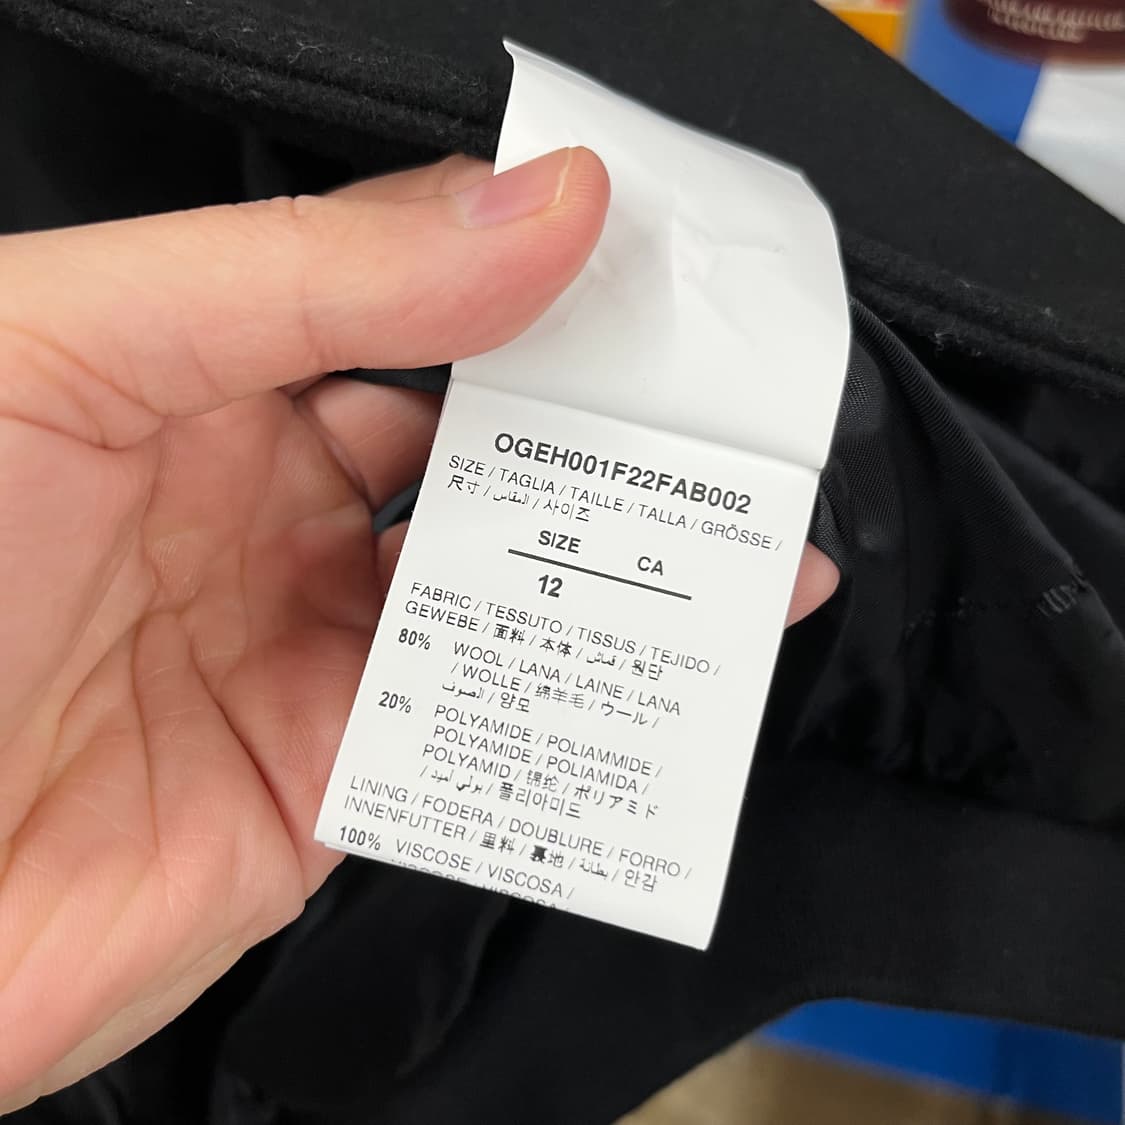 OGEH001F22FAB002
SIZE / TAGLIA / TAILLE / TALLA / GRÖSSE /
尺寸 / المقاس / 사이즈
SIZE CA
12
FABRIC / TESSUTO / TISSUS / TEJIDO /
GEWEBE / 面料 / 本体 / قماش / 원단
80% WOOL / LANA / LAINE / LANA
/ WOLLE / 绵羊毛 / ウール /
الصوف / 양모
20% POLYAMIDE / POLIAMMIDE /
POLYAMIDE / POLIAMIDA /
POLYAMID / 锦纶 / ポリアミド
/ بولي أميد / 폴리아미드
LINING / FODERA / DOUBLURE / FORRO /
INNENFUTTER / 里料 / 裏地 / بطانة / 안감
100% VISCOSE / VISCOSA /